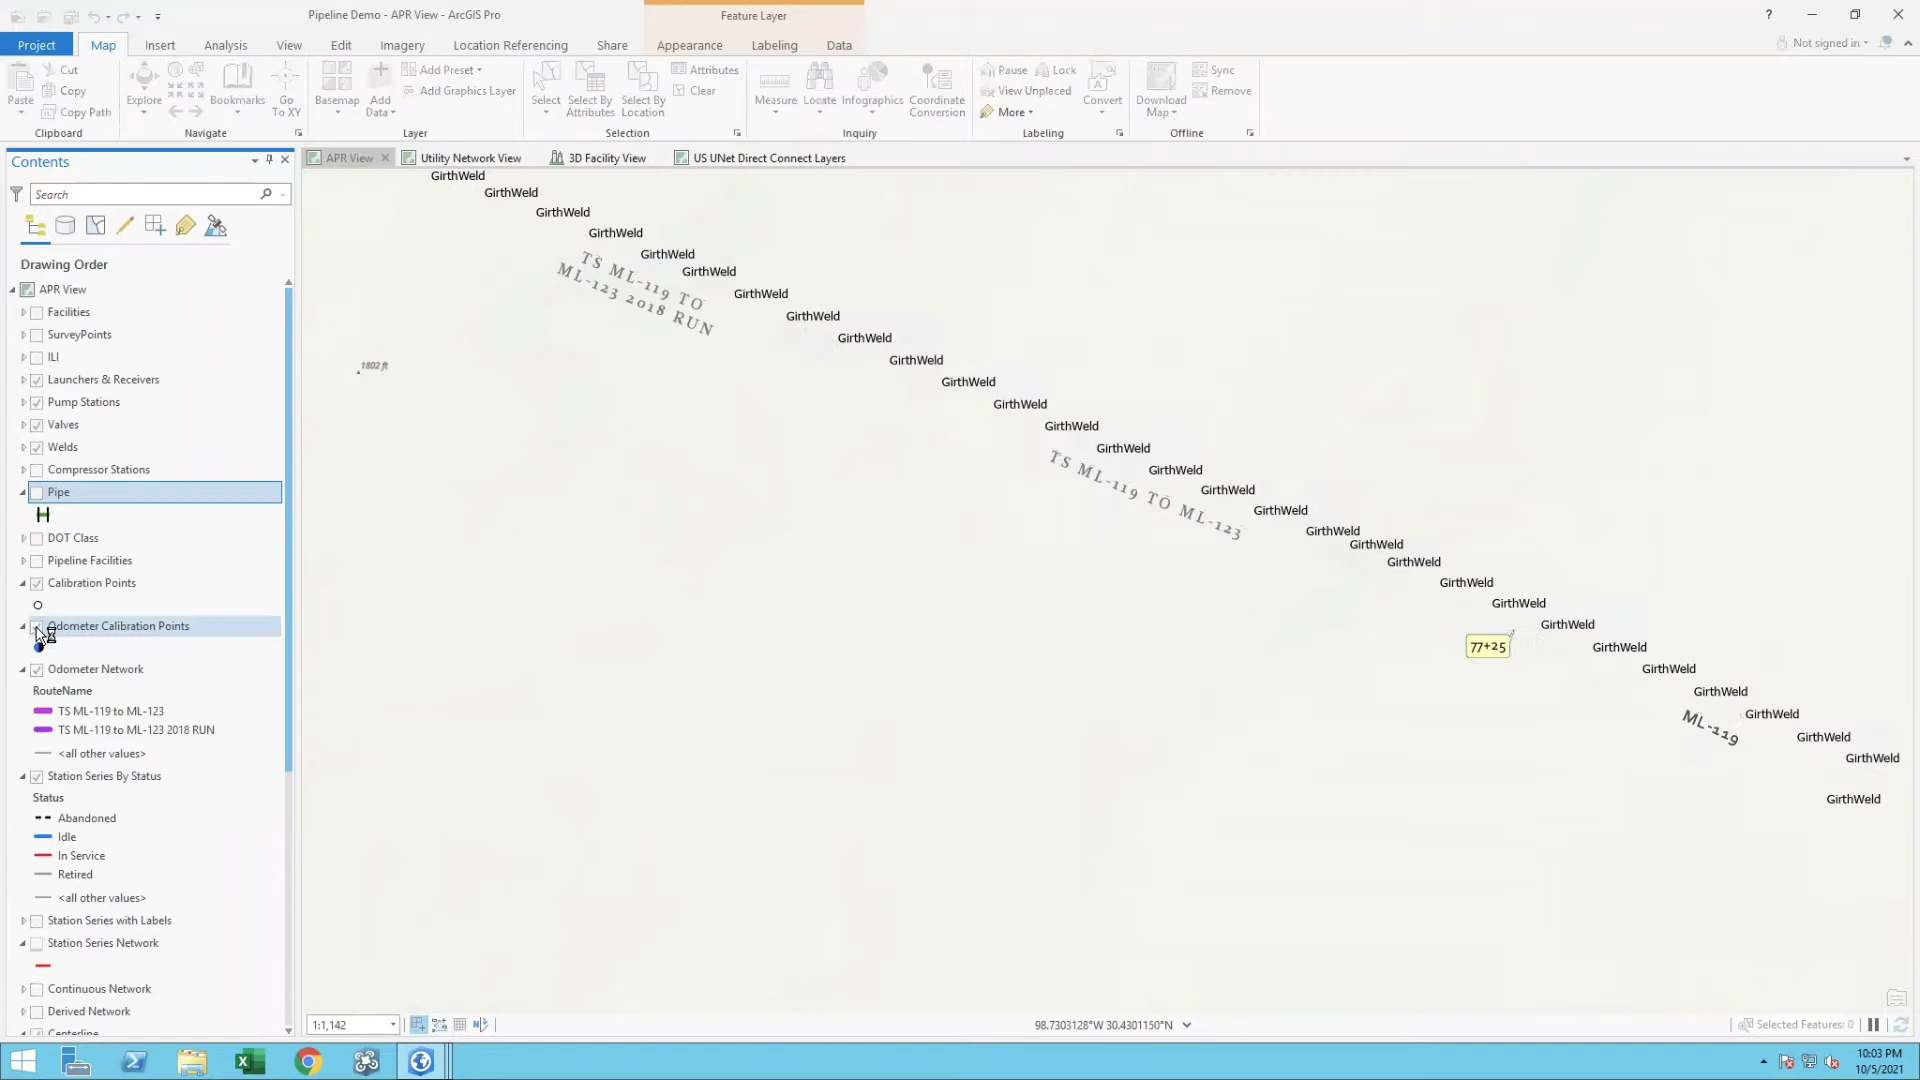 Pipeline Demo - APR View - ArcGIS Pro
Feature Layer
?
Project
Map
Insert
Analysis
View
Edit
Imagery
Location Referencing
Share
Appearance
Labeling
Data
Not signed in
Paste
Cut
Copy
Copy Path
Clipboard
Explore
Bookmarks
Go
To XY
Navigate
Basemap
Add
Data
Add Preset
Add Graphics Layer
Layer
Select
Select By
Attributes
Select By
Location
Attributes
Clear
Selection
Measure
Locate
Infographics
Coordinate
Conversion
Inquiry
Pause
Lock
View Unplaced
More
Convert
Labeling
Download
Map
Sync
Remove
Offline
Contents
Search
Drawing Order
APR View
Facilities
SurveyPoints
ILI
Launchers & Receivers
Pump Stations
Valves
Welds
Compressor Stations
Pipe
DOT Class
Pipeline Facilities
Calibration Points
Odometer Calibration Points
Odometer Network
RouteName
TS ML-119 to ML-123
TS ML-119 to ML-123 2018 RUN
<all other values>
Station Series By Status
Status
Abandoned
Idle
In Service
Retired
<all other values>
Station Series with Labels
Station Series Network
Continuous Network
Derived Network
Centerline
APR View
Utility Network View
3D Facility View
US UNet Direct Connect Layers
GirthWeld
GirthWeld
GirthWeld
GirthWeld
GirthWeld
GirthWeld
TS ML-119 TO
ML-123 2018 RUN
GirthWeld
GirthWeld
GirthWeld
GirthWeld
1802 ft
GirthWeld
GirthWeld
GirthWeld
GirthWeld
GirthWeld
TS ML-119 TO ML-123
GirthWeld
GirthWeld
GirthWeld
GirthWeld
GirthWeld
GirthWeld
GirthWeld
GirthWeld
77+25
GirthWeld
GirthWeld
GirthWeld
ML-119
GirthWeld
GirthWeld
GirthWeld
GirthWeld
1:1,142
98.7303128°W 30.4301150°N
Selected Features: 0
10:03 PM
10/5/2021